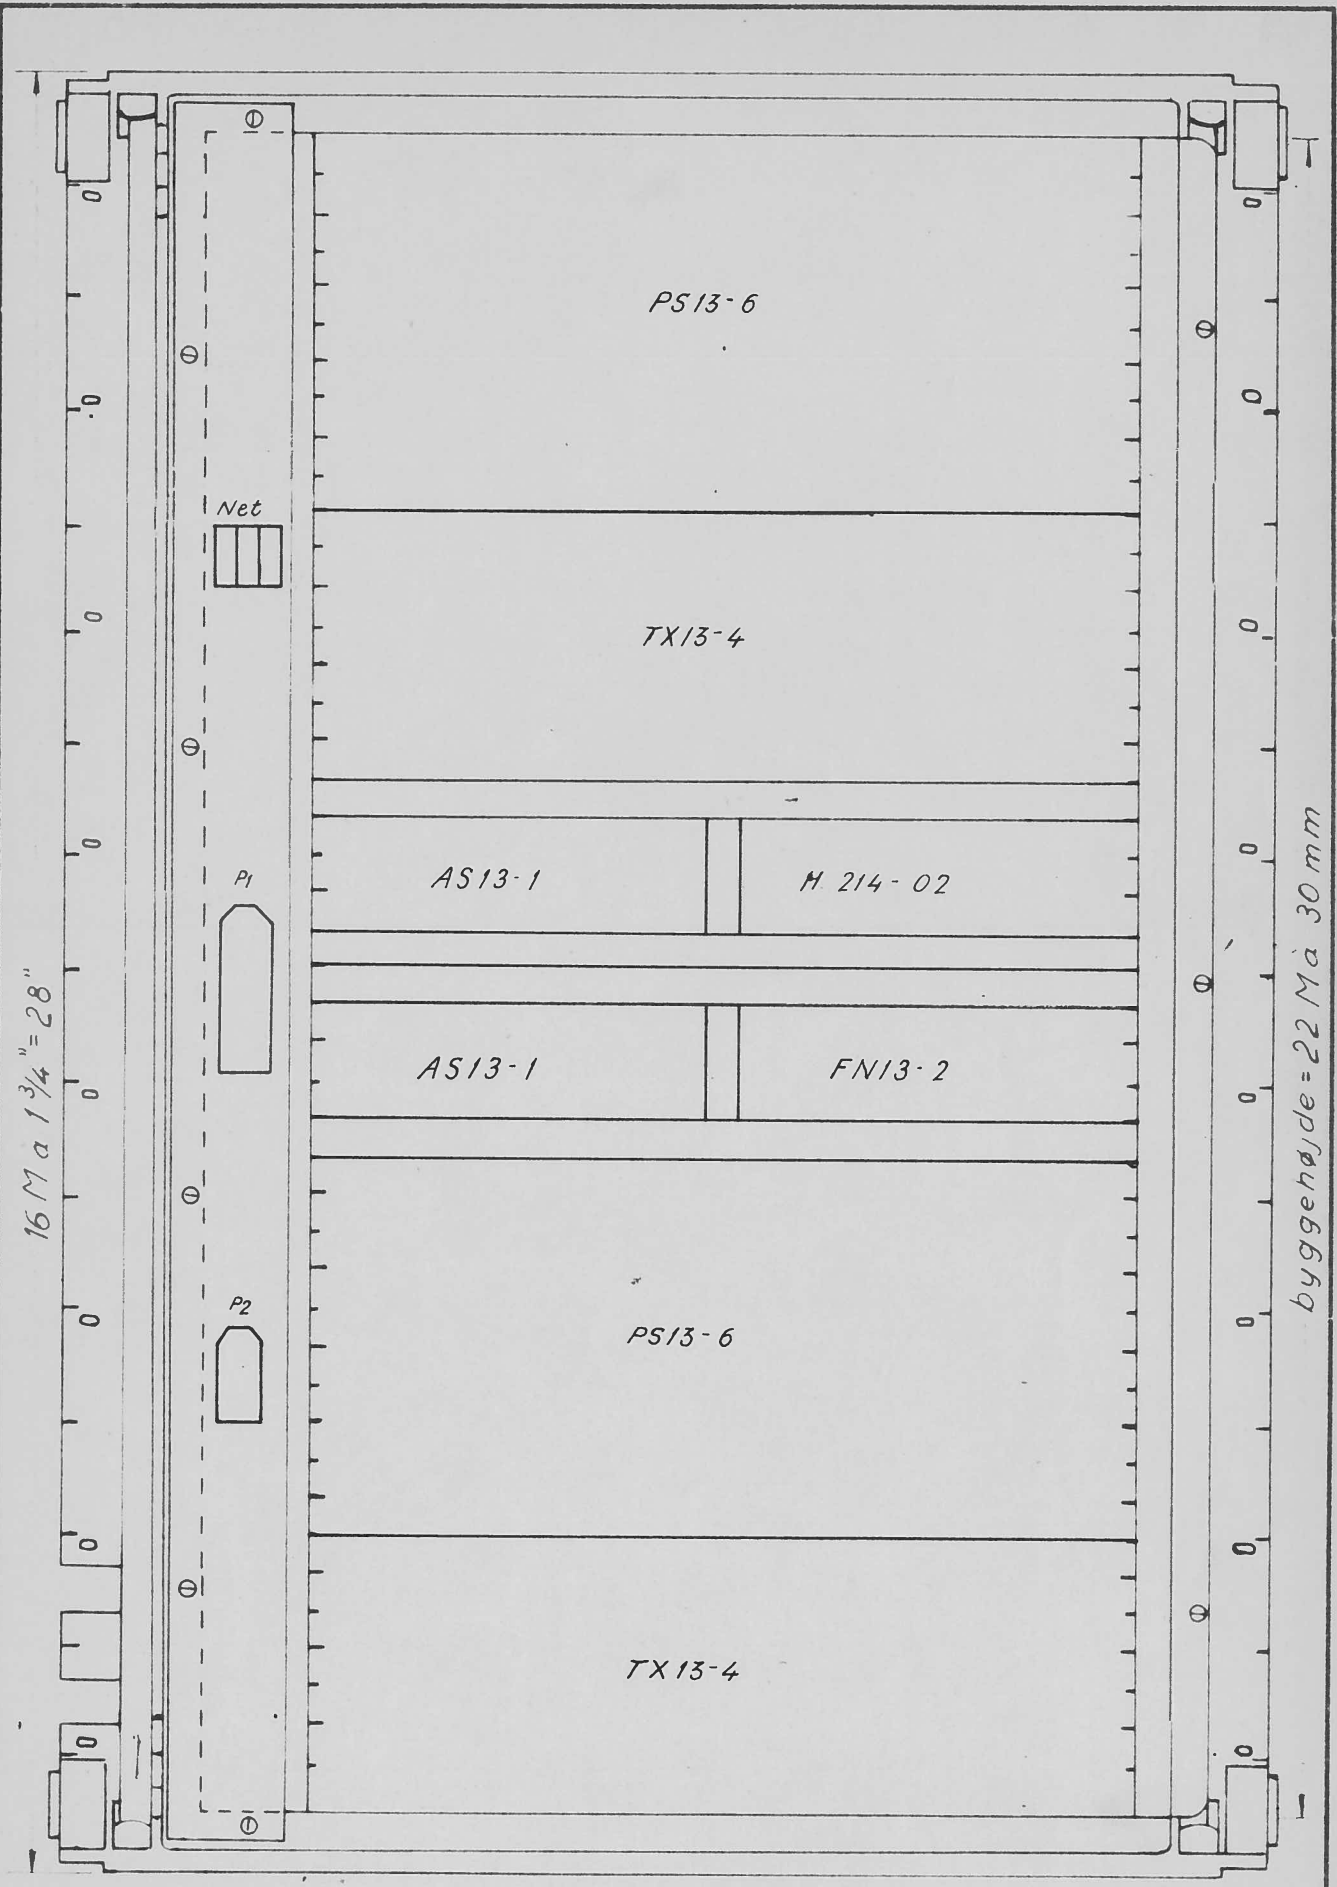 PS13-6
Net
TX13-4
P1
AS13-1
M 214-02
AS13-1
FN13-2
P2
PS13-6
TX13-4
16 M a 1 3/4" = 28"
byggehøjde = 22 M à 30 mm